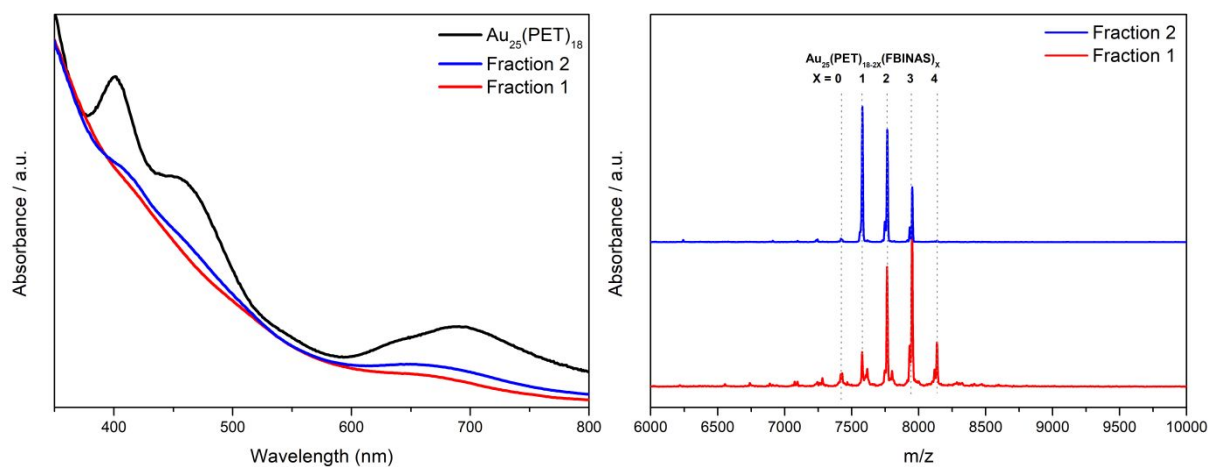 Au₂₅(PET)₁₈
Fraction 2
Fraction 1
Absorbance / a.u.
400 500 600 700 800
Wavelength (nm)
Fraction 2
Fraction 1
Au₂₅(PET)₁₈₋₂ₓ(FBINAS)ₓ
X = 0 1 2 3 4
Absorbance / a.u.
6000 6500 7000 7500 8000 8500 9000 9500 10000
m/z